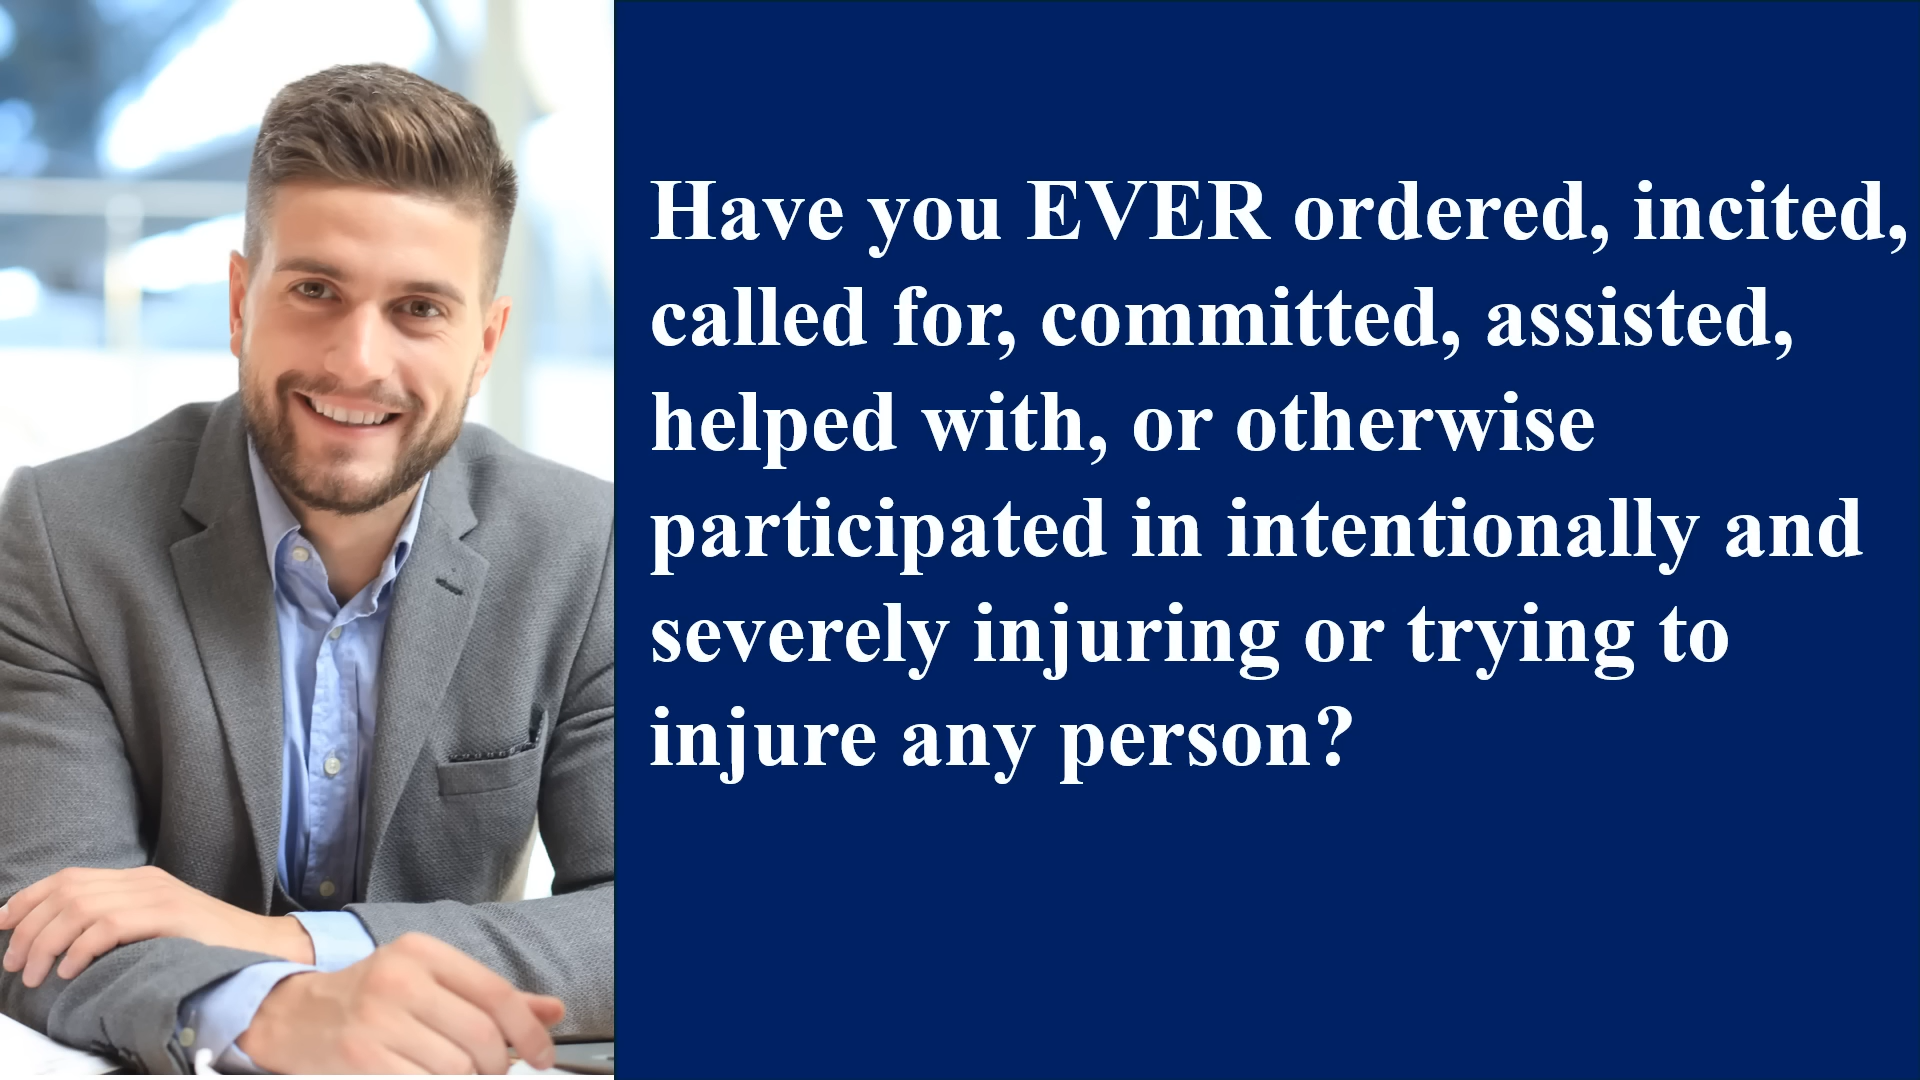 Have you EVER ordered, incited,
called for, committed, assisted,
helped with, or otherwise
participated in intentionally and
severely injuring or trying to
injure any person?